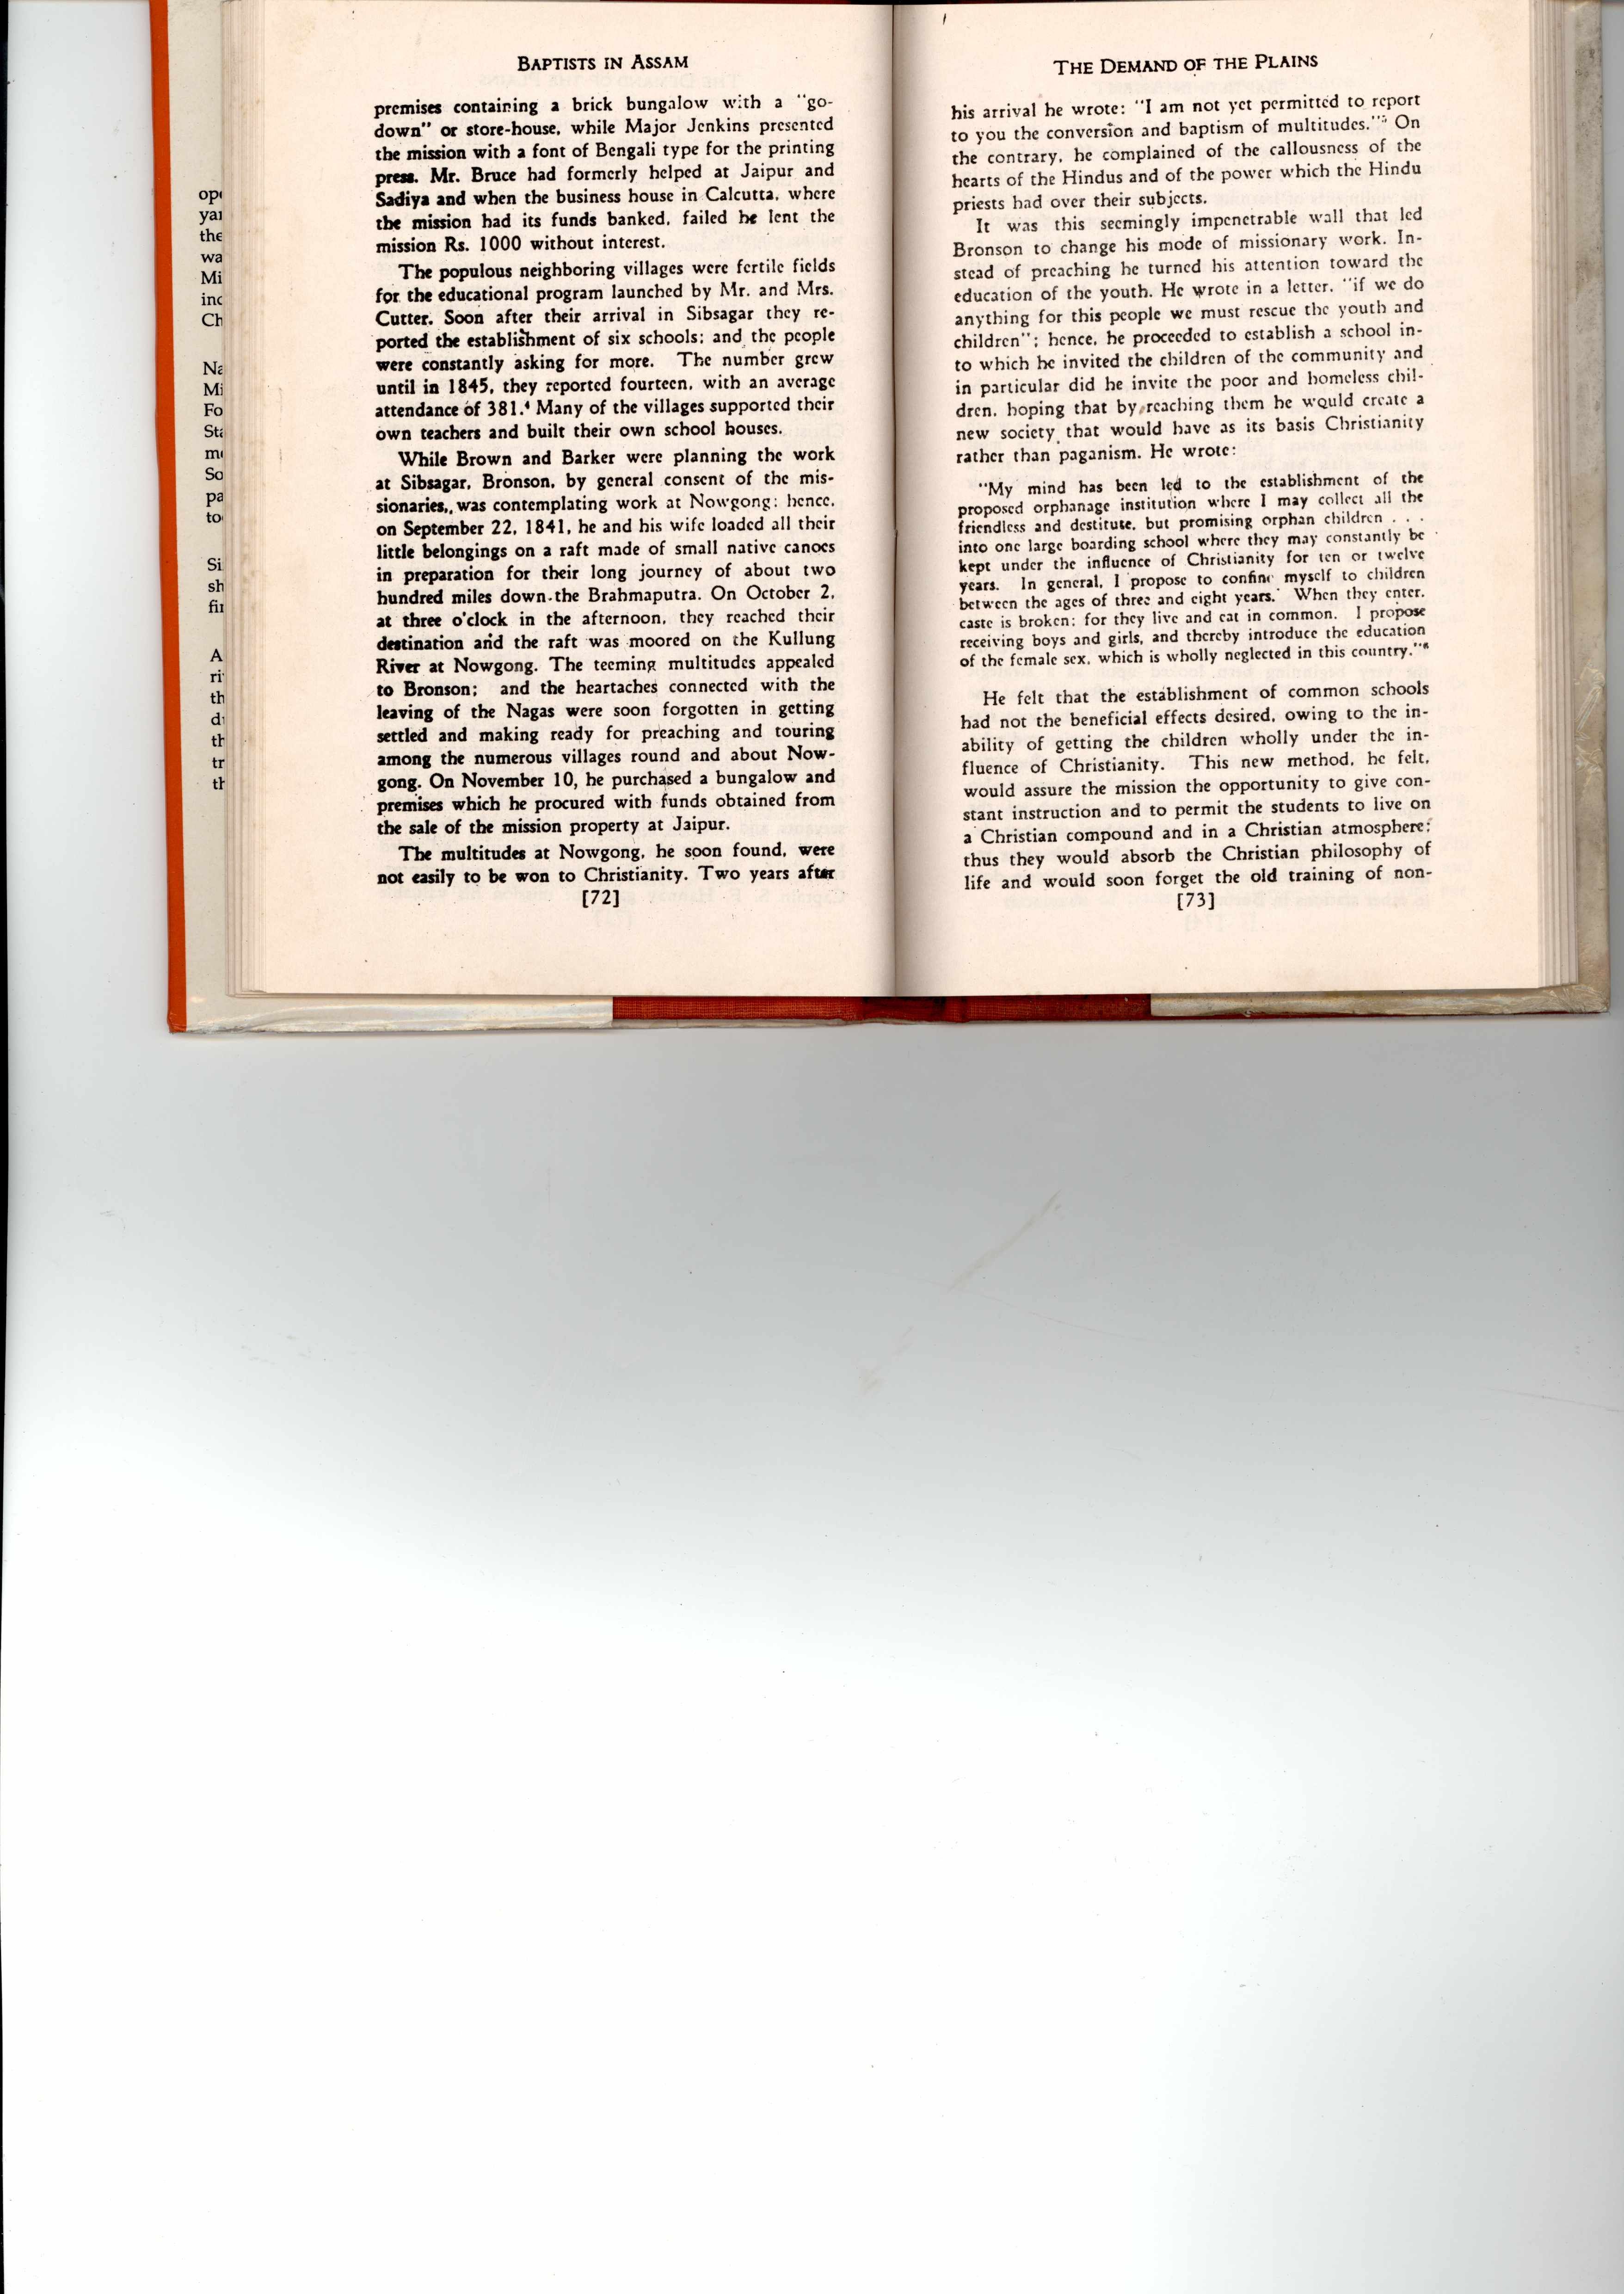 BAPTISTS IN ASSAM
premises containing a brick bungalow with a "go-
down" or store-house, while Major Jenkins presented
the mission with a font of Bengali type for the printing
press. Mr. Bruce had formerly helped at Jaipur and
Sadiya and when the business house in Calcutta, where
the mission had its funds banked, failed he lent the
mission Rs. 1000 without interest.
The populous neighboring villages were fertile fields
for the educational program launched by Mr. and Mrs.
Cutter. Soon after their arrival in Sibsagar they re-
ported the establishment of six schools; and the people
were constantly asking for more. The number grew
until in 1845, they reported fourteen, with an average
attendance of 381.⁴ Many of the villages supported their
own teachers and built their own school houses.
While Brown and Barker were planning the work
at Sibsagar, Bronson, by general consent of the mis-
sionaries, was contemplating work at Nowgong; hence,
on September 22, 1841, he and his wife loaded all their
little belongings on a raft made of small native canoes
in preparation for their long journey of about two
hundred miles down the Brahmaputra. On October 2,
at three o'clock in the afternoon, they reached their
destination and the raft was moored on the Kullung
River at Nowgong. The teeming multitudes appealed
to Bronson; and the heartaches connected with the
leaving of the Nagas were soon forgotten in getting
settled and making ready for preaching and touring
among the numerous villages round and about Now-
gong. On November 10, he purchased a bungalow and
premises which he procured with funds obtained from
the sale of the mission property at Jaipur.
The multitudes at Nowgong, he soon found, were
not easily to be won to Christianity. Two years after
[72]
THE DEMAND OF THE PLAINS
his arrival he wrote: "I am not yet permitted to report
to you the conversion and baptism of multitudes."⁵ On
the contrary, he complained of the callousness of the
hearts of the Hindus and of the power which the Hindu
priests had over their subjects.
It was this seemingly impenetrable wall that led
Bronson to change his mode of missionary work. In-
stead of preaching he turned his attention toward the
education of the youth. He wrote in a letter, "if we do
anything for this people we must rescue the youth and
children"; hence, he proceeded to establish a school in-
to which he invited the children of the community and
in particular did he invite the poor and homeless chil-
dren, hoping that by reaching them he would create a
new society that would have as its basis Christianity
rather than paganism. He wrote:
"My mind has been led to the establishment of the
proposed orphanage institution where I may collect all the
friendless and destitute, but promising orphan children . . .
into one large boarding school where they may constantly be
kept under the influence of Christianity for ten or twelve
years. In general, I propose to confine myself to children
between the ages of three and eight years. When they enter,
caste is broken; for they live and eat in common. I propose
receiving boys and girls, and thereby introduce the education
of the female sex, which is wholly neglected in this country."⁶
He felt that the establishment of common schools
had not the beneficial effects desired, owing to the in-
ability of getting the children wholly under the in-
fluence of Christianity. This new method, he felt,
would assure the mission the opportunity to give con-
stant instruction and to permit the students to live on
a Christian compound and in a Christian atmosphere;
thus they would absorb the Christian philosophy of
life and would soon forget the old training of non-
[73]